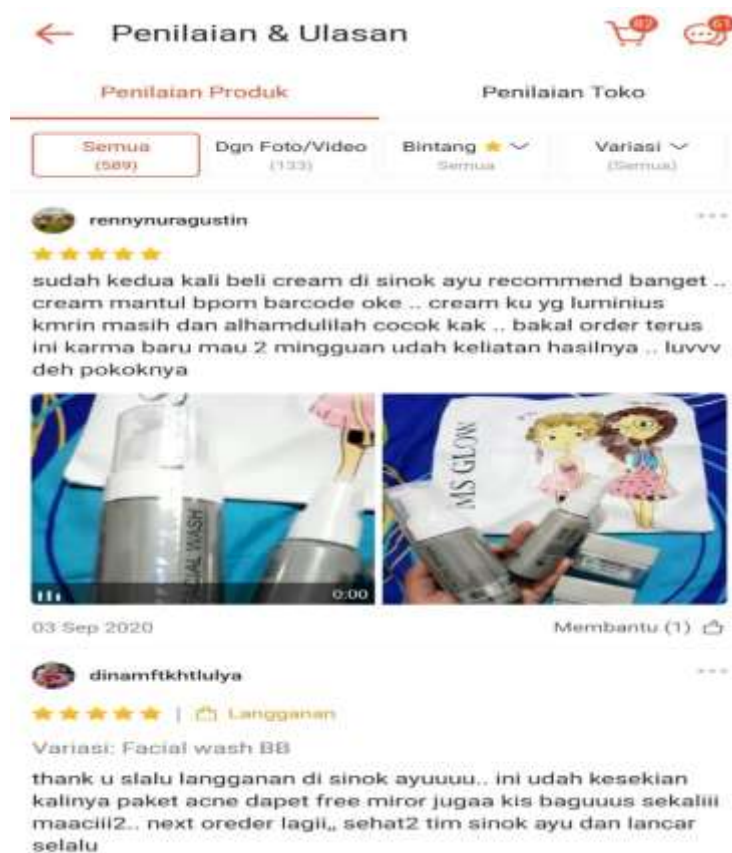 Penilaian & Ulasan
82
61
Penilaian Produk
Penilaian Toko
Semua
(589)
Dgn Foto/Video
(133)
Bintang
Semua
Variasi
(Semua)
rennynuragustin
sudah kedua kali beli cream di sinok ayu recommend banget ..
cream mantul bpom barcode oke .. cream ku yg luminius
kmrin masih dan alhamdulilah cocok kak .. bakal order terus
ini karma baru mau 2 mingguan udah keliatan hasilnya .. luvvv
deh pokoknya
FACIAL WASH
0:00
MS GLOW
03 Sep 2020
Membantu (1)
dinamftkhtlulya
Langganan
Variasi: Facial wash BB
thank u slalu langganan di sinok ayuuuu.. ini udah kesekian
kalinya paket acne dapet free miror jugaa kis baguuus sekaliii
maaciii2.. next oreder lagii,, sehat2 tim sinok ayu dan lancar
selalu